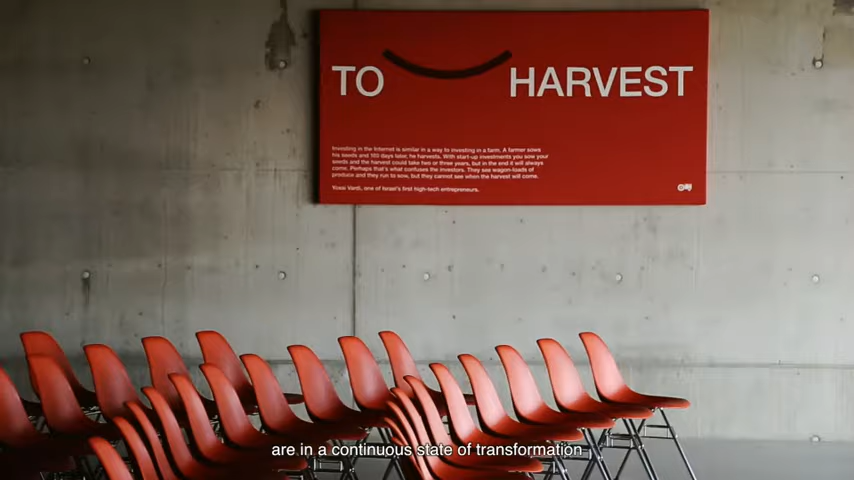 TO HARVEST
Investing in the Internet is similar in a way to investing in a farm. A farmer sows
his seeds and 105 days later, he harvests. With start-up investments you sow your
seeds and the harvest could take two or three years, but in the end it will always
come. Perhaps that's what confuses the investors. They see wagon-loads of
produce and they run to sow, but they cannot see when the harvest will come.
Yossi Vardi, one of Israel's first high-tech entrepreneurs.
are in a continuous state of transformation